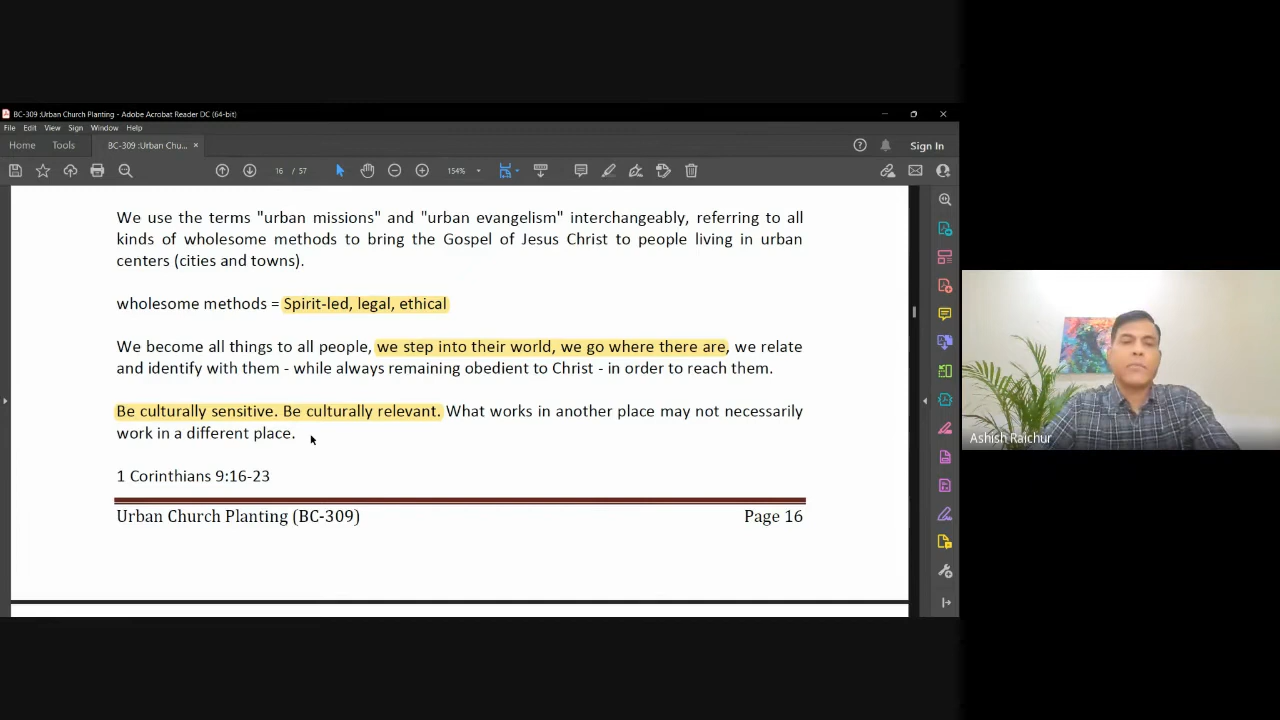 BC-309 :Urban Church Planting - Adobe Acrobat Reader DC (64-bit)
File Edit View Sign Window Help
Home Tools BC-309 :Urban Chu... × Sign In
16 / 57 154%
We use the terms "urban missions" and "urban evangelism" interchangeably, referring to all
kinds of wholesome methods to bring the Gospel of Jesus Christ to people living in urban
centers (cities and towns).
wholesome methods = Spirit-led, legal, ethical
We become all things to all people, we step into their world, we go where there are, we relate
and identify with them - while always remaining obedient to Christ - in order to reach them.
Be culturally sensitive. Be culturally relevant. What works in another place may not necessarily
work in a different place.
1 Corinthians 9:16-23
Urban Church Planting (BC-309) Page 16
Ashish Raichur